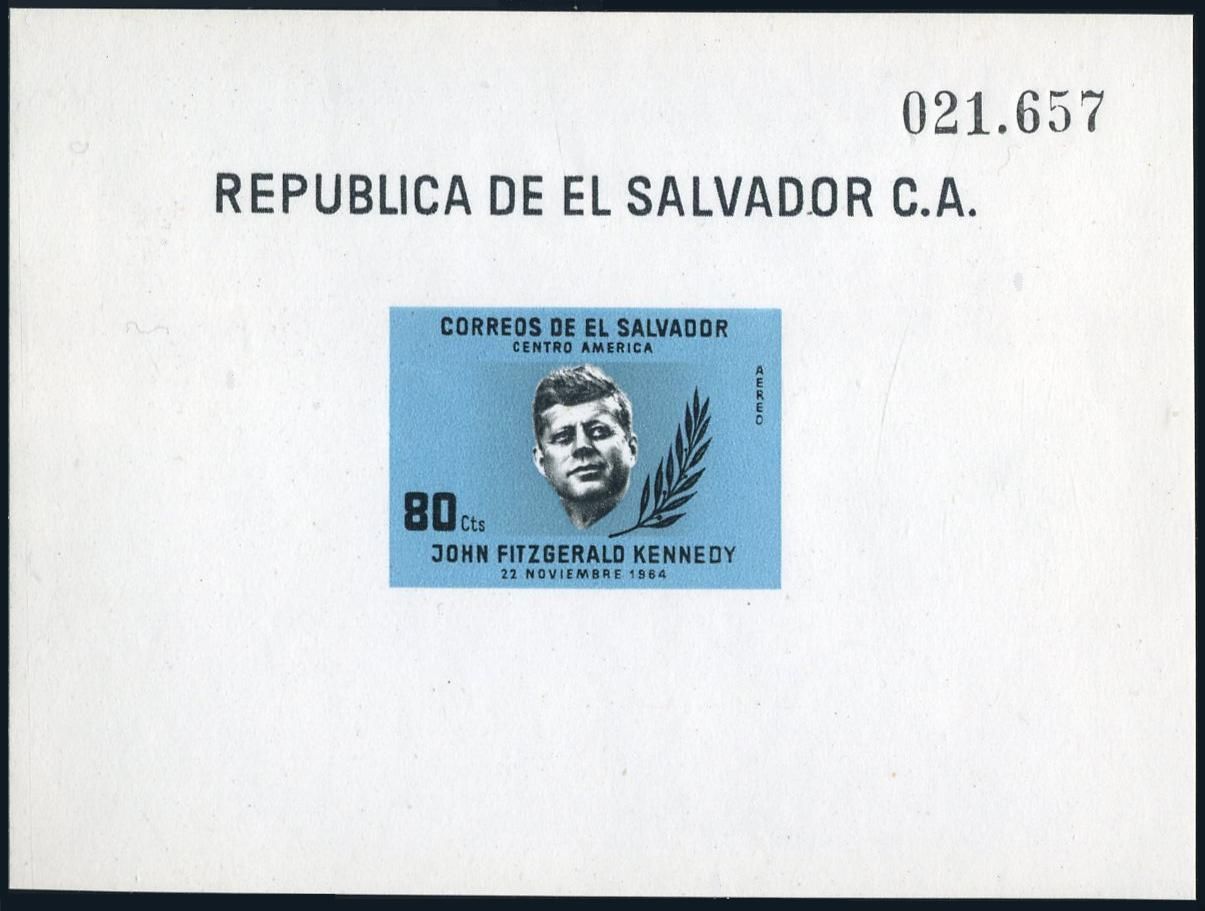 021.657
REPUBLICA DE EL SALVADOR C.A.
CORREOS DE EL SALVADOR
CENTRO AMERICA
AEREO
80 Cts
JOHN FITZGERALD KENNEDY
22 NOVIEMBRE 1964